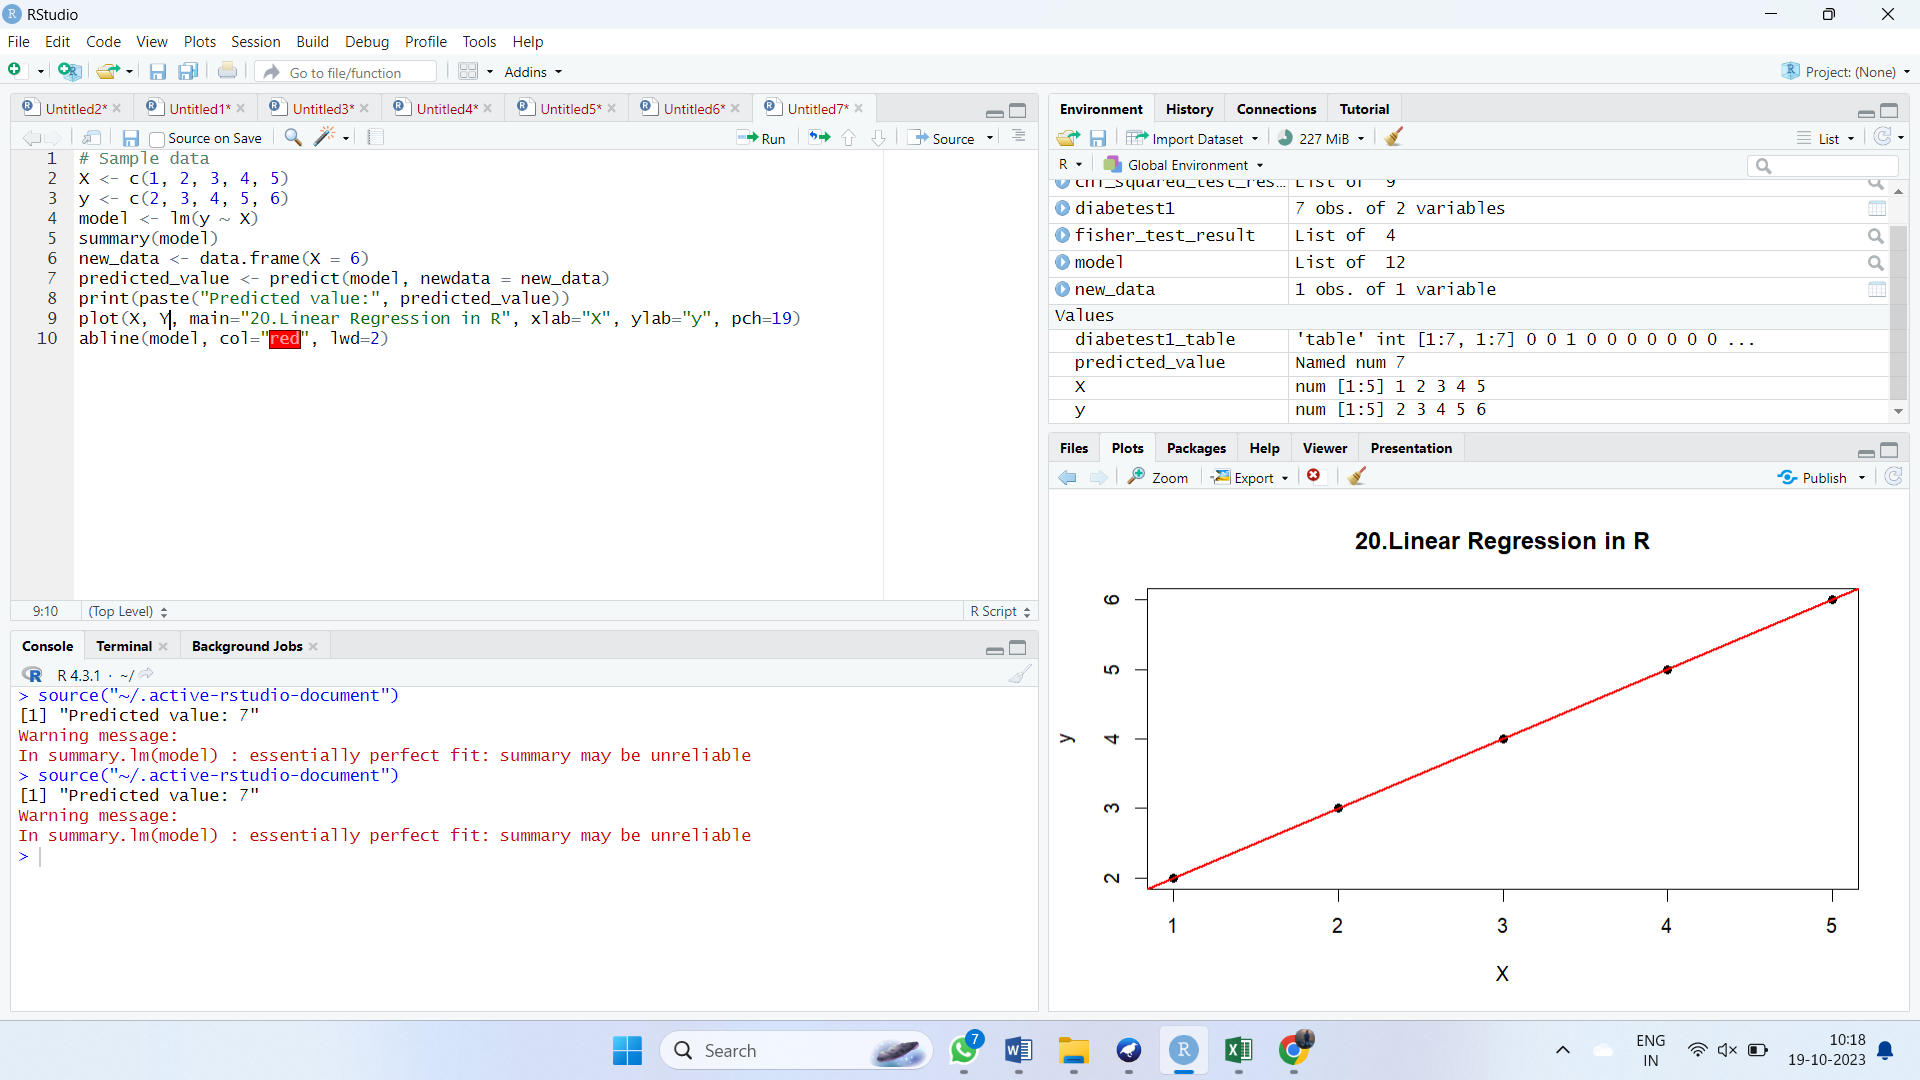 RStudio
File Edit Code View Plots Session Build Debug Profile Tools Help
Go to file/function Addins Project: (None)
Untitled2* Untitled1* Untitled3* Untitled4* Untitled5* Untitled6* Untitled7*
Source on Save Run Source
1 # Sample data
2 X <- c(1, 2, 3, 4, 5)
3 y <- c(2, 3, 4, 5, 6)
4 model <- lm(y ~ X)
5 summary(model)
6 new_data <- data.frame(X = 6)
7 predicted_value <- predict(model, newdata = new_data)
8 print(paste("Predicted value:", predicted_value))
9 plot(X, Y, main="20.Linear Regression in R", xlab="X", ylab="y", pch=19)
10 abline(model, col="red", lwd=2)
9:10 (Top Level) R Script
Console Terminal Background Jobs
R 4.3.1 · ~/
> source("~/.active-rstudio-document")
[1] "Predicted value: 7"
Warning message:
In summary.lm(model) : essentially perfect fit: summary may be unreliable
> source("~/.active-rstudio-document")
[1] "Predicted value: 7"
Warning message:
In summary.lm(model) : essentially perfect fit: summary may be unreliable
>
Environment History Connections Tutorial
Import Dataset 227 MiB List
R Global Environment
chi_squared_test_res… List of 9
diabetest1 7 obs. of 2 variables
fisher_test_result List of 4
model List of 12
new_data 1 obs. of 1 variable
Values
diabetest1_table 'table' int [1:7, 1:7] 0 0 1 0 0 0 0 0 0 0 ...
predicted_value Named num 7
X num [1:5] 1 2 3 4 5
y num [1:5] 2 3 4 5 6
Files Plots Packages Help Viewer Presentation
Zoom Export Publish
20.Linear Regression in R
6
5
4
3
2
y
1 2 3 4 5
X
Search
7
ENG
IN
10:18
19-10-2023